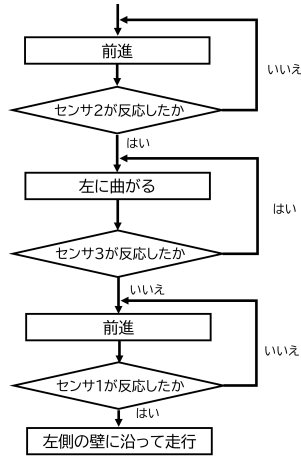 前進
いいえ
センサ2が反応したか
はい
左に曲がる
はい
センサ3が反応したか
いいえ
前進
いいえ
センサ1が反応したか
はい
左側の壁に沿って走行